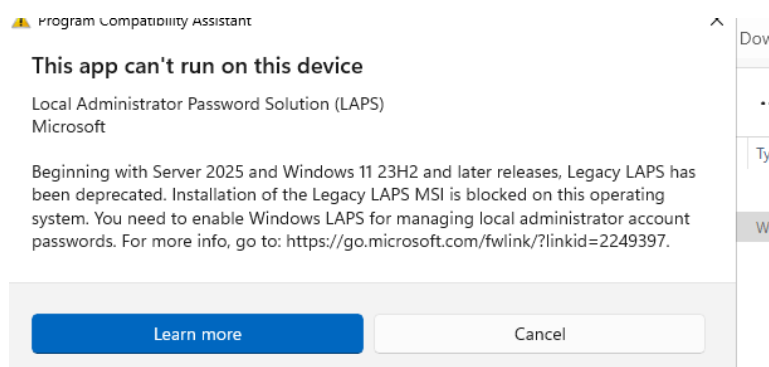 Program Compatibility Assistant
This app can't run on this device
Local Administrator Password Solution (LAPS)
Microsoft
Beginning with Server 2025 and Windows 11 23H2 and later releases, Legacy LAPS has
been deprecated. Installation of the Legacy LAPS MSI is blocked on this operating
system. You need to enable Windows LAPS for managing local administrator account
passwords. For more info, go to: https://go.microsoft.com/fwlink/?linkid=2249397.
Learn more
Cancel
Dow
Ty
W